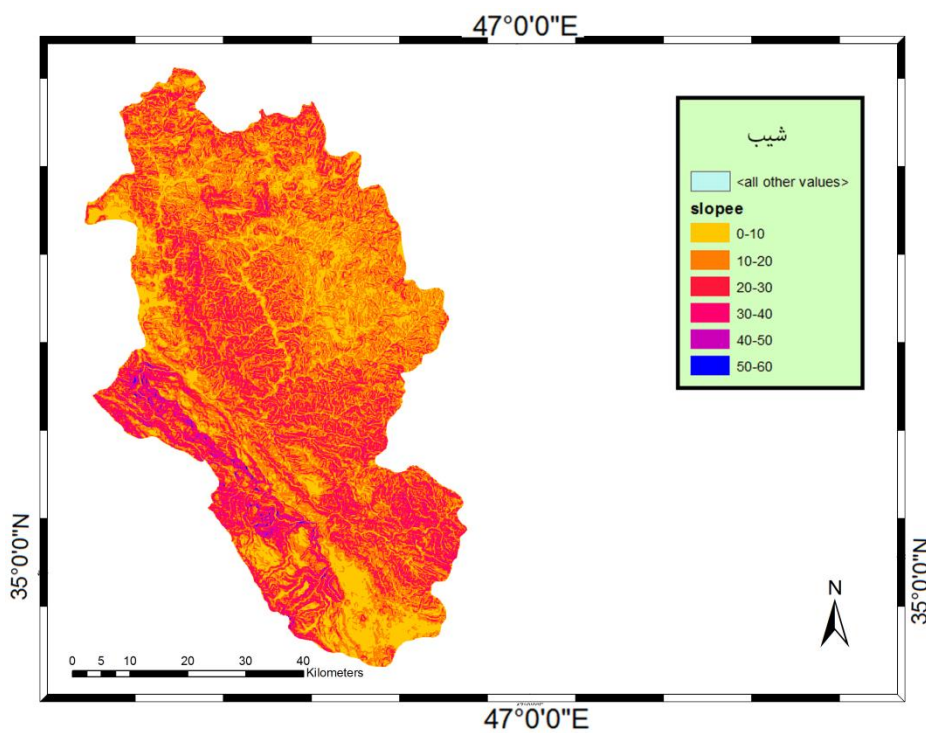 47°0'0"E
شیب
<all other values>
slopee
0-10
10-20
20-30
30-40
40-50
50-60
35°0'0"N
35°0'0"N
N
0 5 10 20 30 40
Kilometers
47°0'0"E